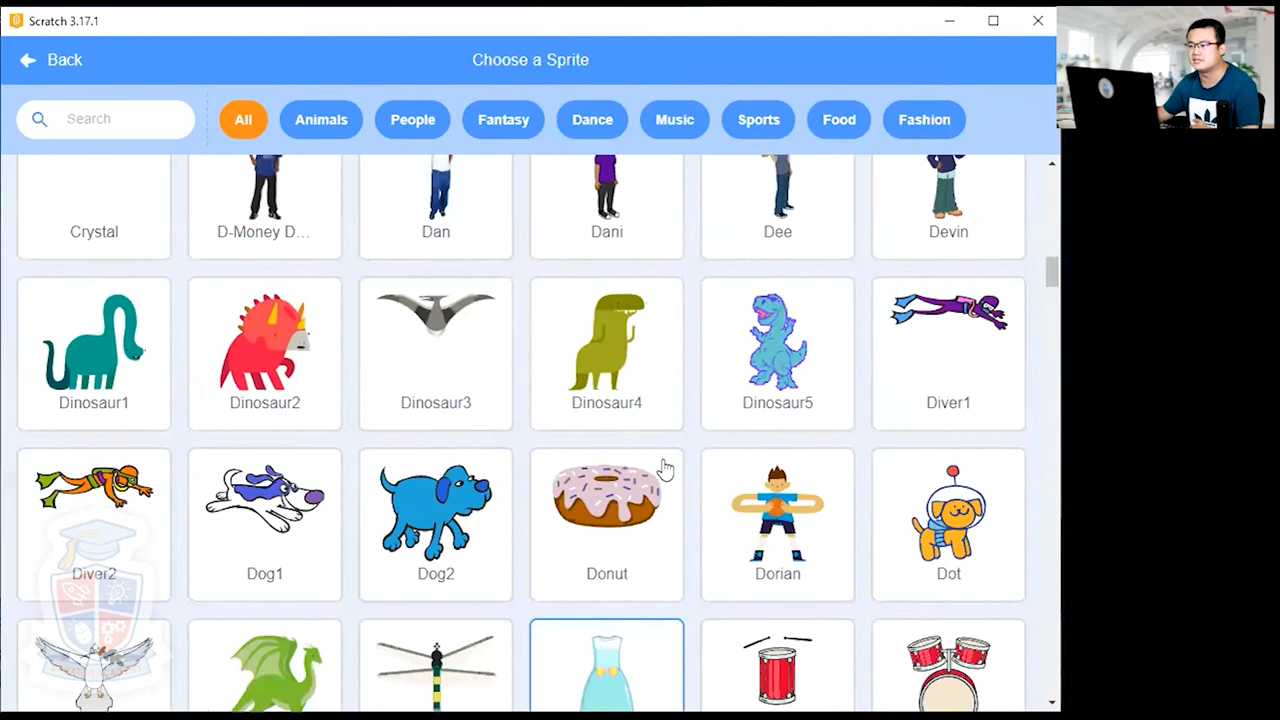 Scratch 3.17.1
Back
Choose a Sprite
Search
All
Animals
People
Fantasy
Dance
Music
Sports
Food
Fashion
Crystal
D-Money D...
Dan
Dani
Dee
Devin
Dinosaur1
Dinosaur2
Dinosaur3
Dinosaur4
Dinosaur5
Diver1
Diver2
Dog1
Dog2
Donut
Dorian
Dot